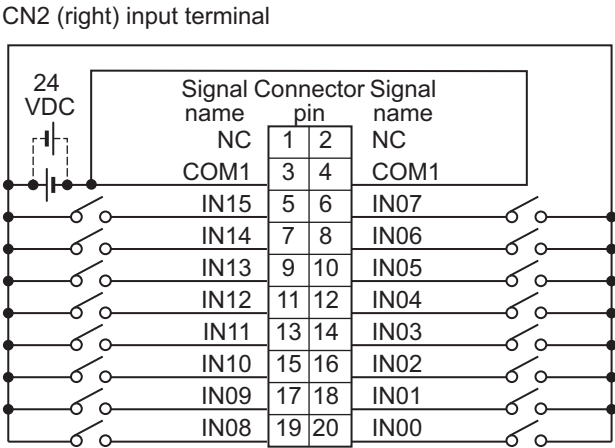 CN2 (right) input terminal
24
VDC
Signal Connector Signal
name pin name
NC 1 2 NC
COM1 3 4 COM1
IN15 5 6 IN07
IN14 7 8 IN06
IN13 9 10 IN05
IN12 11 12 IN04
IN11 13 14 IN03
IN10 15 16 IN02
IN09 17 18 IN01
IN08 19 20 IN00